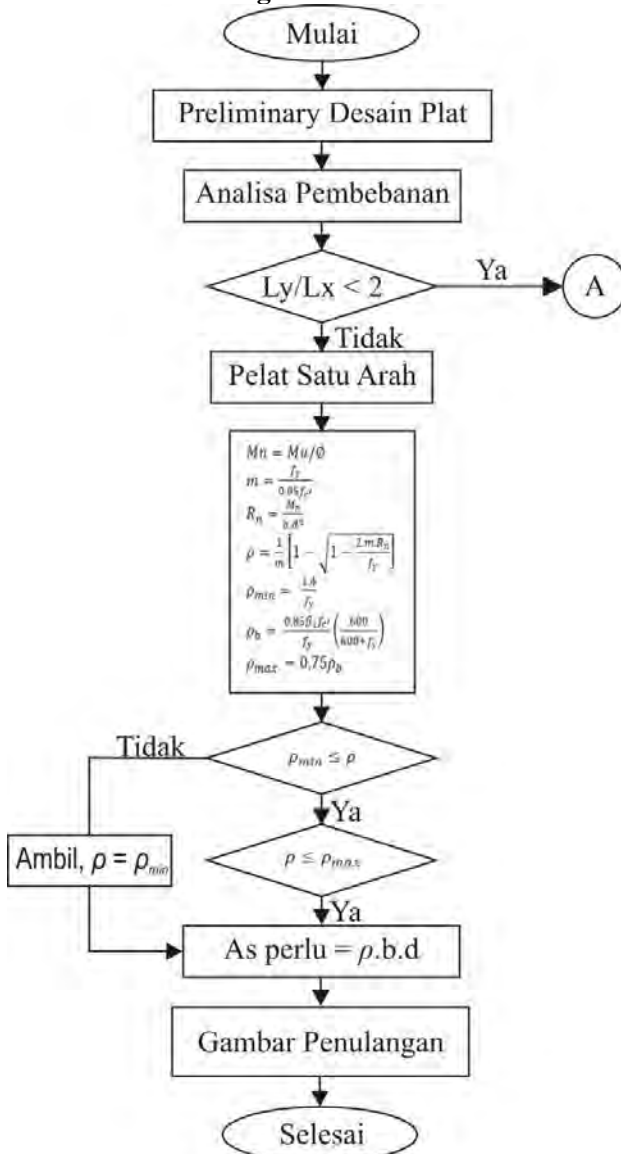 Mulai
Preliminary Desain Plat
Analisa Pembebanan
Ly/Lx < 2
Ya
A
Tidak
Pelat Satu Arah
Mn = Mu/Ø
m = fy / 0.85fc'
Rn = Mn / b.d²
ρ = 1/m [1 − √(1 − 2.m.Rn / fy)]
ρmin = 1.4 / fy
ρb = 0.85β1fc' / fy (600 / 600+fy)
ρmax = 0,75ρb
Tidak
ρmin ≤ ρ
Ya
Ambil, ρ = ρmin
ρ ≤ ρmax
Ya
As perlu = ρ.b.d
Gambar Penulangan
Selesai